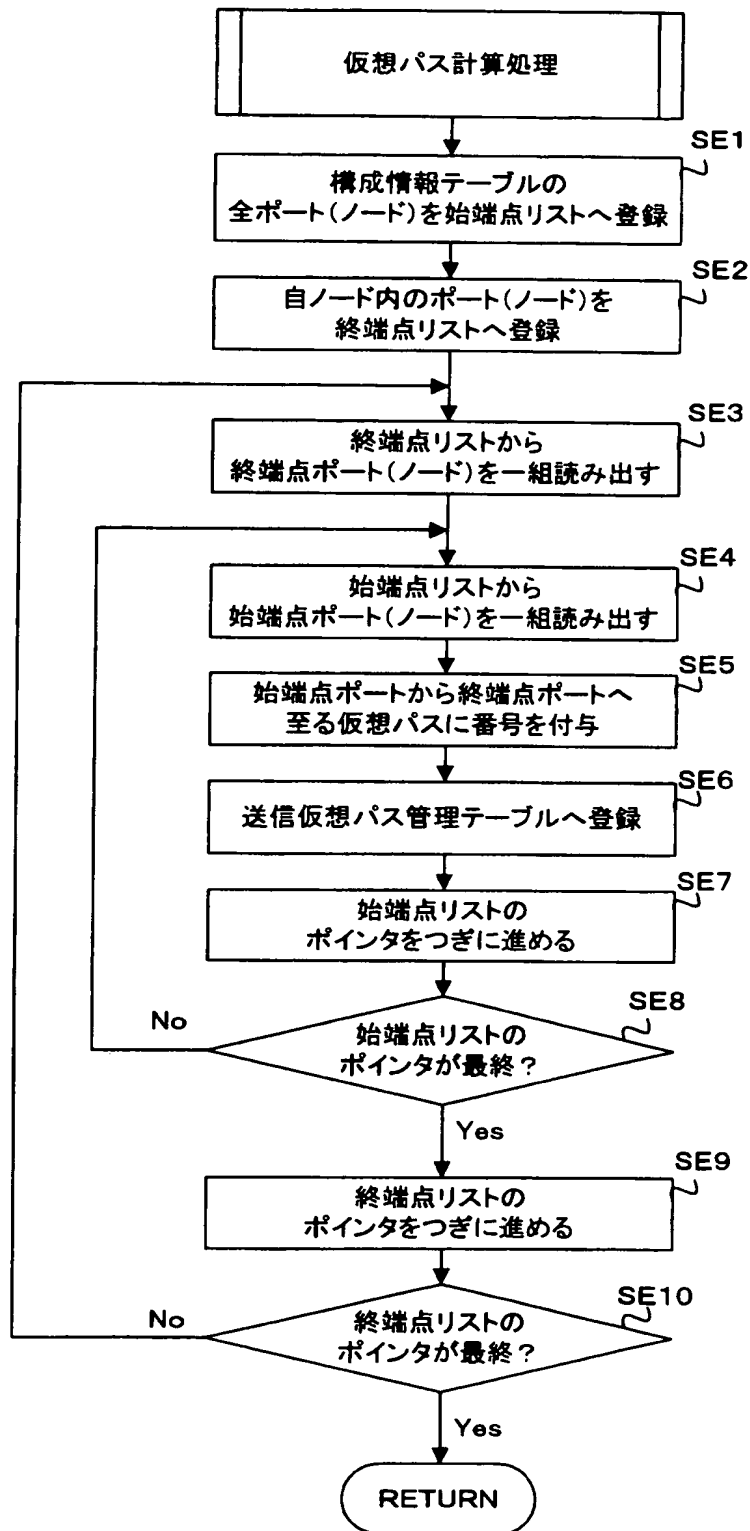 仮想パス計算処理
SE1
構成情報テーブルの
全ポート(ノード)を始端点リストへ登録
SE2
自ノード内のポート(ノード)を
終端点リストへ登録
SE3
終端点リストから
終端点ポート(ノード)を一組読み出す
SE4
始端点リストから
始端点ポート(ノード)を一組読み出す
SE5
始端点ポートから終端点ポートへ
至る仮想パスに番号を付与
SE6
送信仮想パス管理テーブルへ登録
SE7
始端点リストの
ポインタをつぎに進める
SE8
No
始端点リストの
ポインタが最終?
Yes
SE9
終端点リストの
ポインタをつぎに進める
SE10
No
終端点リストの
ポインタが最終?
Yes
RETURN